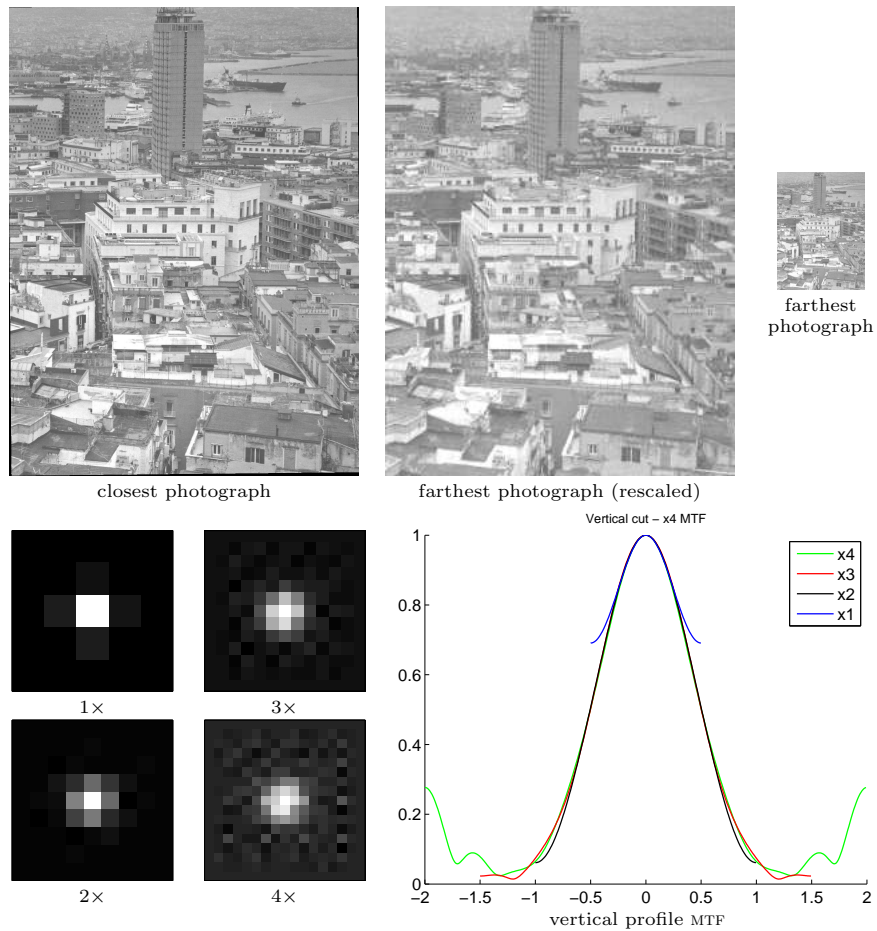 closest photograph
farthest photograph (rescaled)
farthest
photograph
1×
3×
2×
4×
Vertical cut – x4 MTF
x4
x3
x2
x1
1
0.8
0.6
0.4
0.2
0
−2
−1.5
−1
−0.5
0
0.5
1
1.5
2
vertical profile MTF